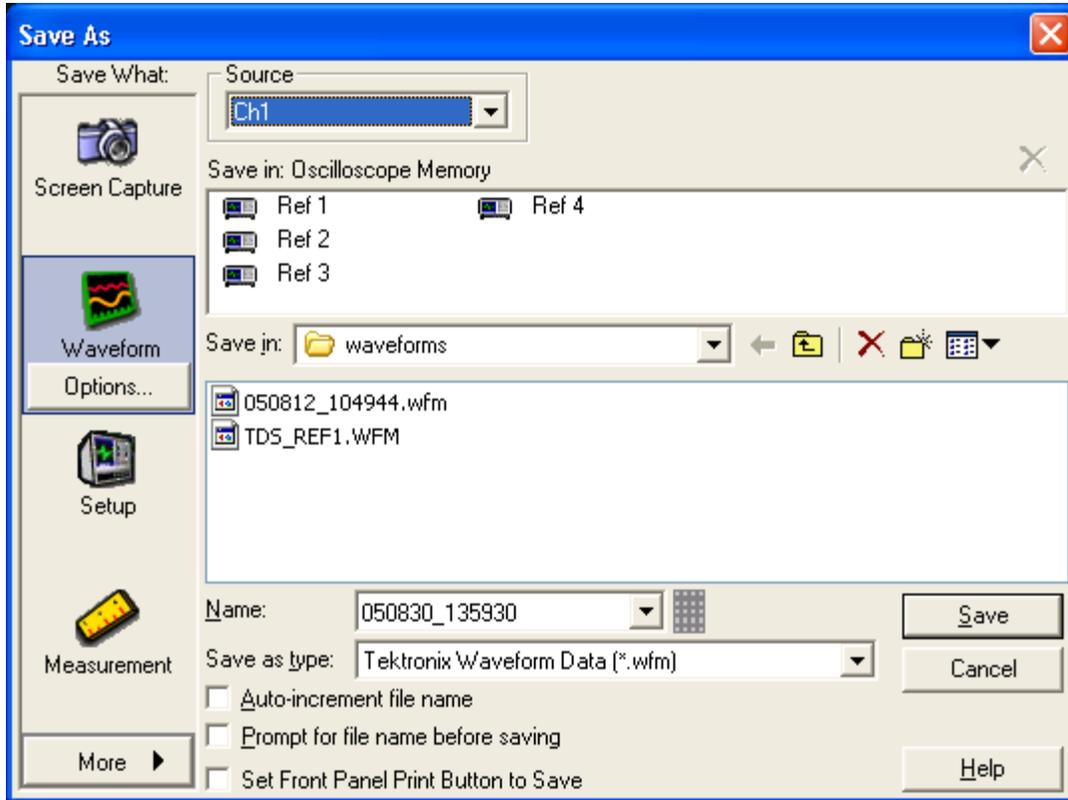 Save As
Save What:
Screen Capture
Waveform
Options...
Setup
Measurement
More
Source
Ch1
Save in: Oscilloscope Memory
Ref 1
Ref 2
Ref 3
Ref 4
Save in:
waveforms
050812_104944.wfm
TDS_REF1.WFM
Name:
050830_135930
Save as type:
Tektronix Waveform Data (*.wfm)
Auto-increment file name
Prompt for file name before saving
Set Front Panel Print Button to Save
Save
Cancel
Help